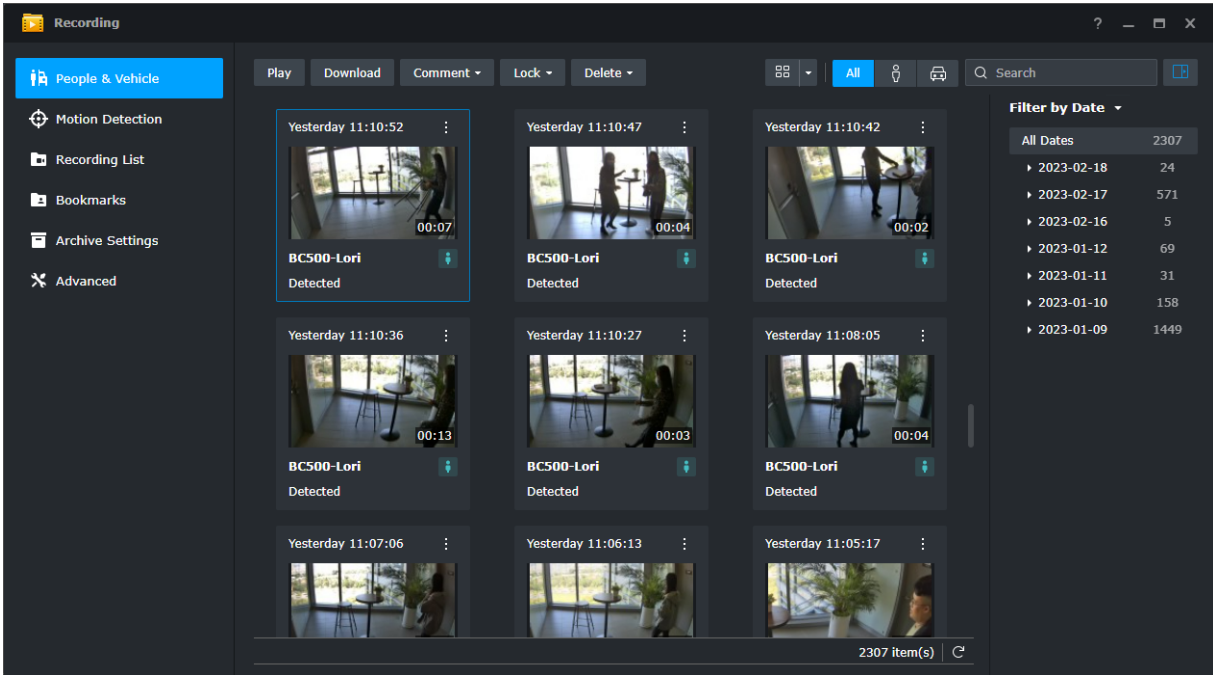 Recording
?
People & Vehicle
Motion Detection
Recording List
Bookmarks
Archive Settings
Advanced
Play Download Comment Lock Delete
All
Search
Yesterday 11:10:52
00:07
BC500-Lori
Detected
Yesterday 11:10:47
00:04
BC500-Lori
Detected
Yesterday 11:10:42
00:02
BC500-Lori
Detected
Yesterday 11:10:36
00:13
BC500-Lori
Detected
Yesterday 11:10:27
00:03
BC500-Lori
Detected
Yesterday 11:08:05
00:04
BC500-Lori
Detected
Yesterday 11:07:06
Yesterday 11:06:13
Yesterday 11:05:17
2307 item(s)
Filter by Date
All Dates 2307
2023-02-18 24
2023-02-17 571
2023-02-16 5
2023-01-12 69
2023-01-11 31
2023-01-10 158
2023-01-09 1449